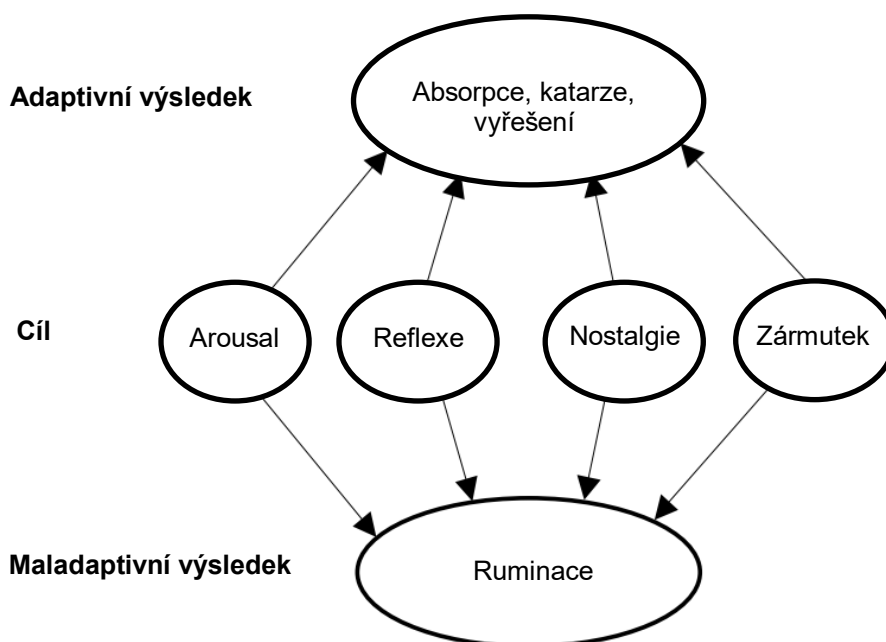 Adaptivní výsledek
Absorpce, katarze,
vyřešení
Cíl
Arousal
Reflexe
Nostalgie
Zármutek
Maladaptivní výsledek
Ruminace